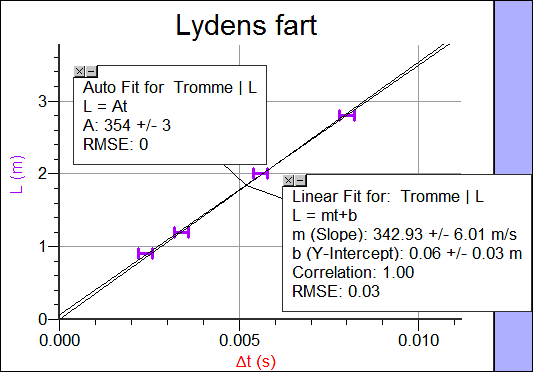 Lydens fart
Auto Fit for  Tromme | L
L = At
A: 354 +/- 3
RMSE: 0
Linear Fit for:  Tromme | L
L = mt+b
m (Slope): 342.93 +/- 6.01 m/s
b (Y-Intercept): 0.06 +/- 0.03 m
Correlation: 1.00
RMSE: 0.03
L (m)
3
2
1
0
0.000
0.005
0.010
Δt (s)